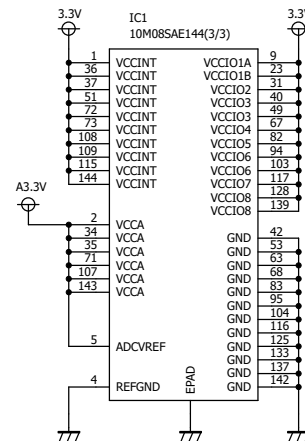 3.3V
IC1
3.3V
10M08SAE144(3/3)
1 VCCINT VCCIO1A 9
36 VCCINT VCCIO1B 23
37 VCCINT VCCIO2 31
51 VCCINT VCCIO3 40
72 VCCINT VCCIO3 49
73 VCCINT VCCIO4 67
108 VCCINT VCCIO5 82
109 VCCINT VCCIO6 94
115 VCCINT VCCIO6 103
144 VCCINT VCCIO7 117
VCCIO8 128
VCCIO8 139
A3.3V
2 VCCA
34 VCCA GND 42
35 VCCA GND 53
71 VCCA GND 63
107 VCCA GND 68
143 VCCA GND 83
GND 95
GND 104
GND 116
5 ADCVREF GND 125
GND 133
GND 137
4 REFGND GND 142
EPAD